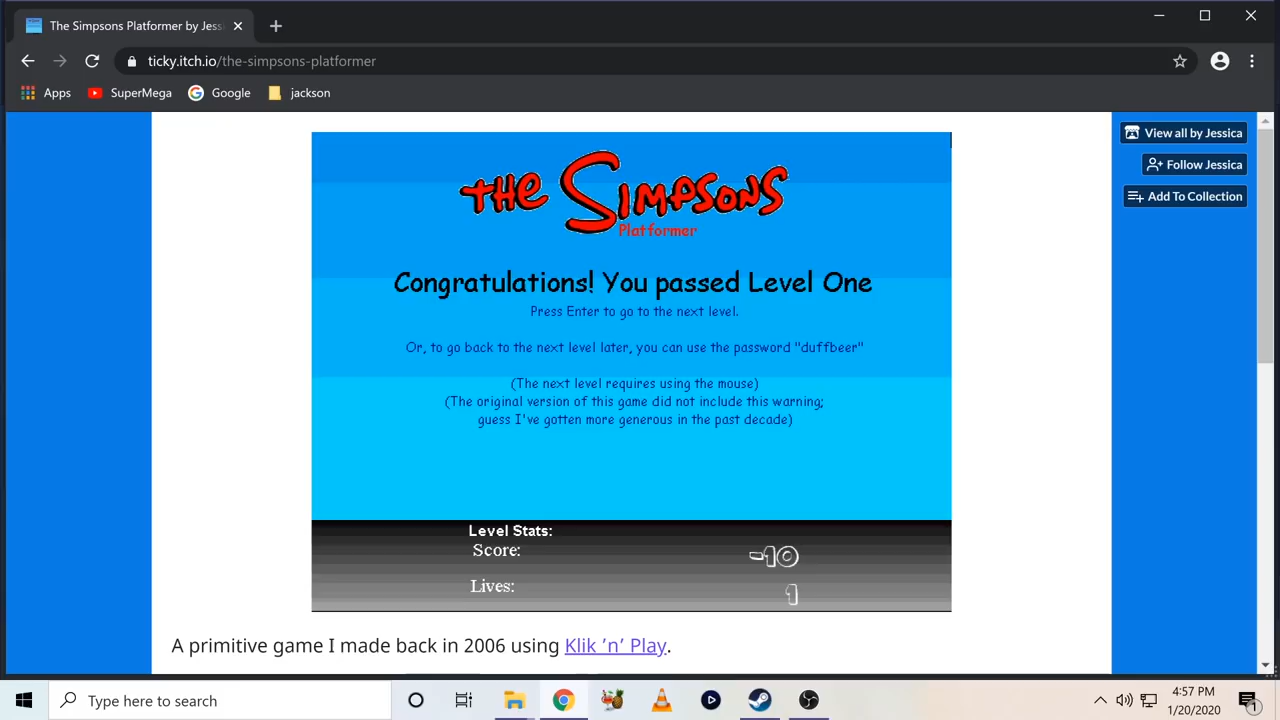 The Simpsons Platformer by Jess
ticky.itch.io/the-simpsons-platformer
Apps
SuperMega
Google
jackson
View all by Jessica
Follow Jessica
Add To Collection
the Simpsons
Platformer
Congratulations! You passed Level One
Press Enter to go to the next level.
Or, to go back to the next level later, you can use the password "duffbeer"
(The next level requires using the mouse)
(The original version of this game did not include this warning;
guess I've gotten more generous in the past decade)
Level Stats:
Score: -10
Lives: 1
A primitive game I made back in 2006 using Klik 'n' Play.
Type here to search
4:57 PM
1/20/2020
1